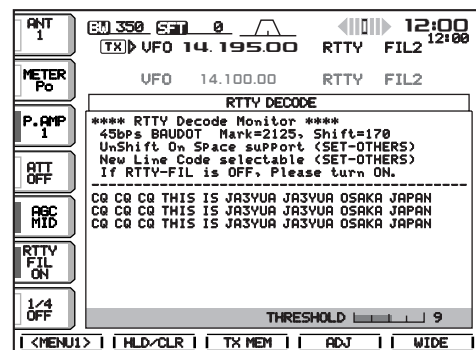 ANT 1
BW 350 SFT 0 12:00
TX VFO 14.195.00 RTTY FIL2 12:00
METER Po
VFO 14.100.00 RTTY FIL2
RTTY DECODE
P.AMP 1
**** RTTY Decode Monitor ****
45bps BAUDOT Mark=2125, Shift=170
UnShift On Space support (SET-OTHERS)
New Line Code selectable (SET-OTHERS)
If RTTY-FIL is OFF, Please turn ON.
ATT OFF
----------------------------------------
CQ CQ CQ THIS IS JA3YUA JA3YUA OSAKA JAPAN
CQ CQ CQ THIS IS JA3YUA JA3YUA OSAKA JAPAN
CQ CQ CQ THIS IS JA3YUA JA3YUA OSAKA JAPAN
AGC MID
RTTY FIL ON
1/4 OFF
THRESHOLD 9
<MENU1> HLD/CLR TX MEM ADJ WIDE